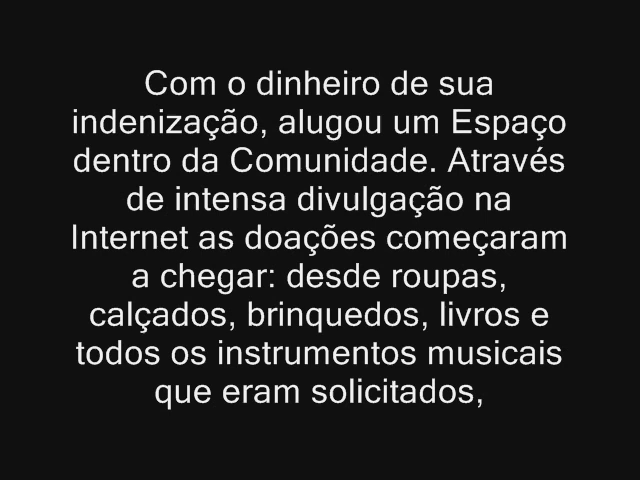 Com o dinheiro de sua
indenização, alugou um Espaço
dentro da Comunidade. Através
de intensa divulgação na
Internet as doações começaram
a chegar: desde roupas,
calçados, brinquedos, livros e
todos os instrumentos musicais
que eram solicitados,